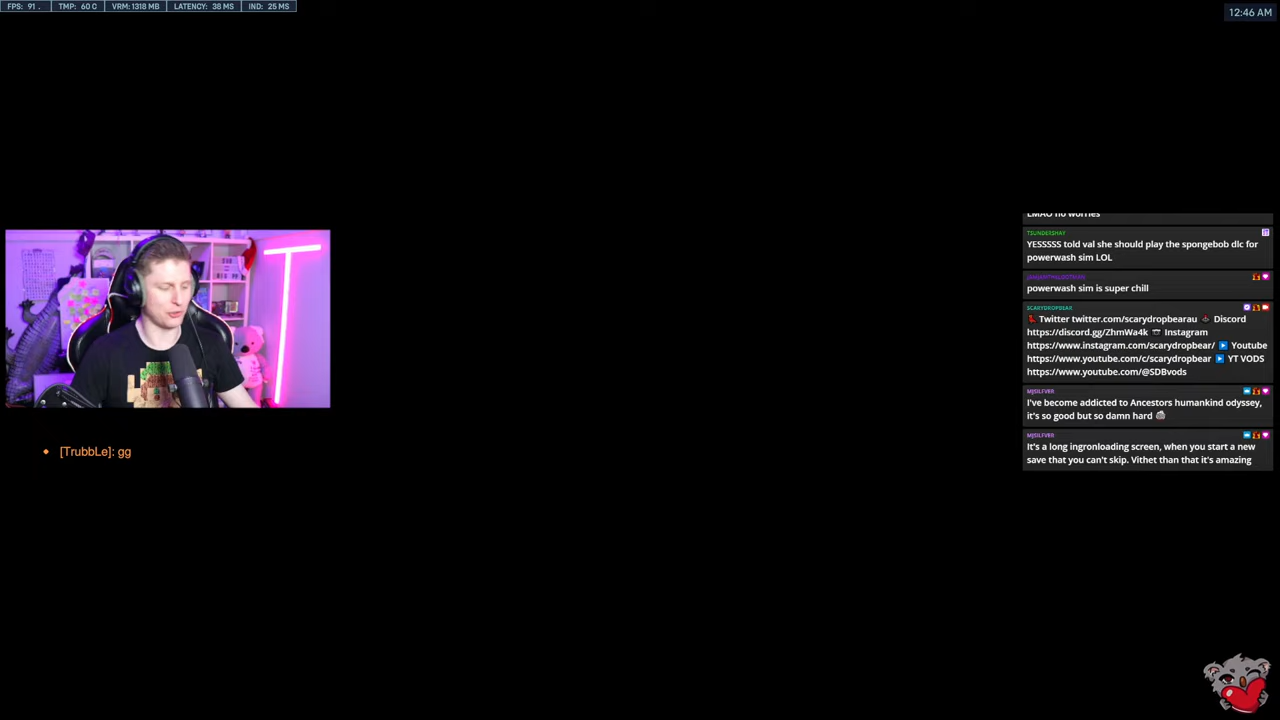 FPS: 91 . TMP: 60 C VRM: 1318 MB LATENCY: 38 MS IND: 25 MS
12:46 AM
TSUNDERSHAY
YESSSSS told val she should play the spongebob dlc for
powerwash sim LOL
powerwash sim is super chill
SCARYDROPBEAR
Twitter twitter.com/scarydropbearau Discord
https://discord.gg/ZhmWa4k Instagram
https://www.instagram.com/scarydropbear/ Youtube
https://www.youtube.com/c/scarydropbear YT VODS
https://www.youtube.com/@SDBvods
I've become addicted to Ancestors humankind odyssey,
it's so good but so damn hard
It's a long ingronloading screen, when you start a new
save that you can't skip. Vithet than that it's amazing
[TrubbLe]: gg